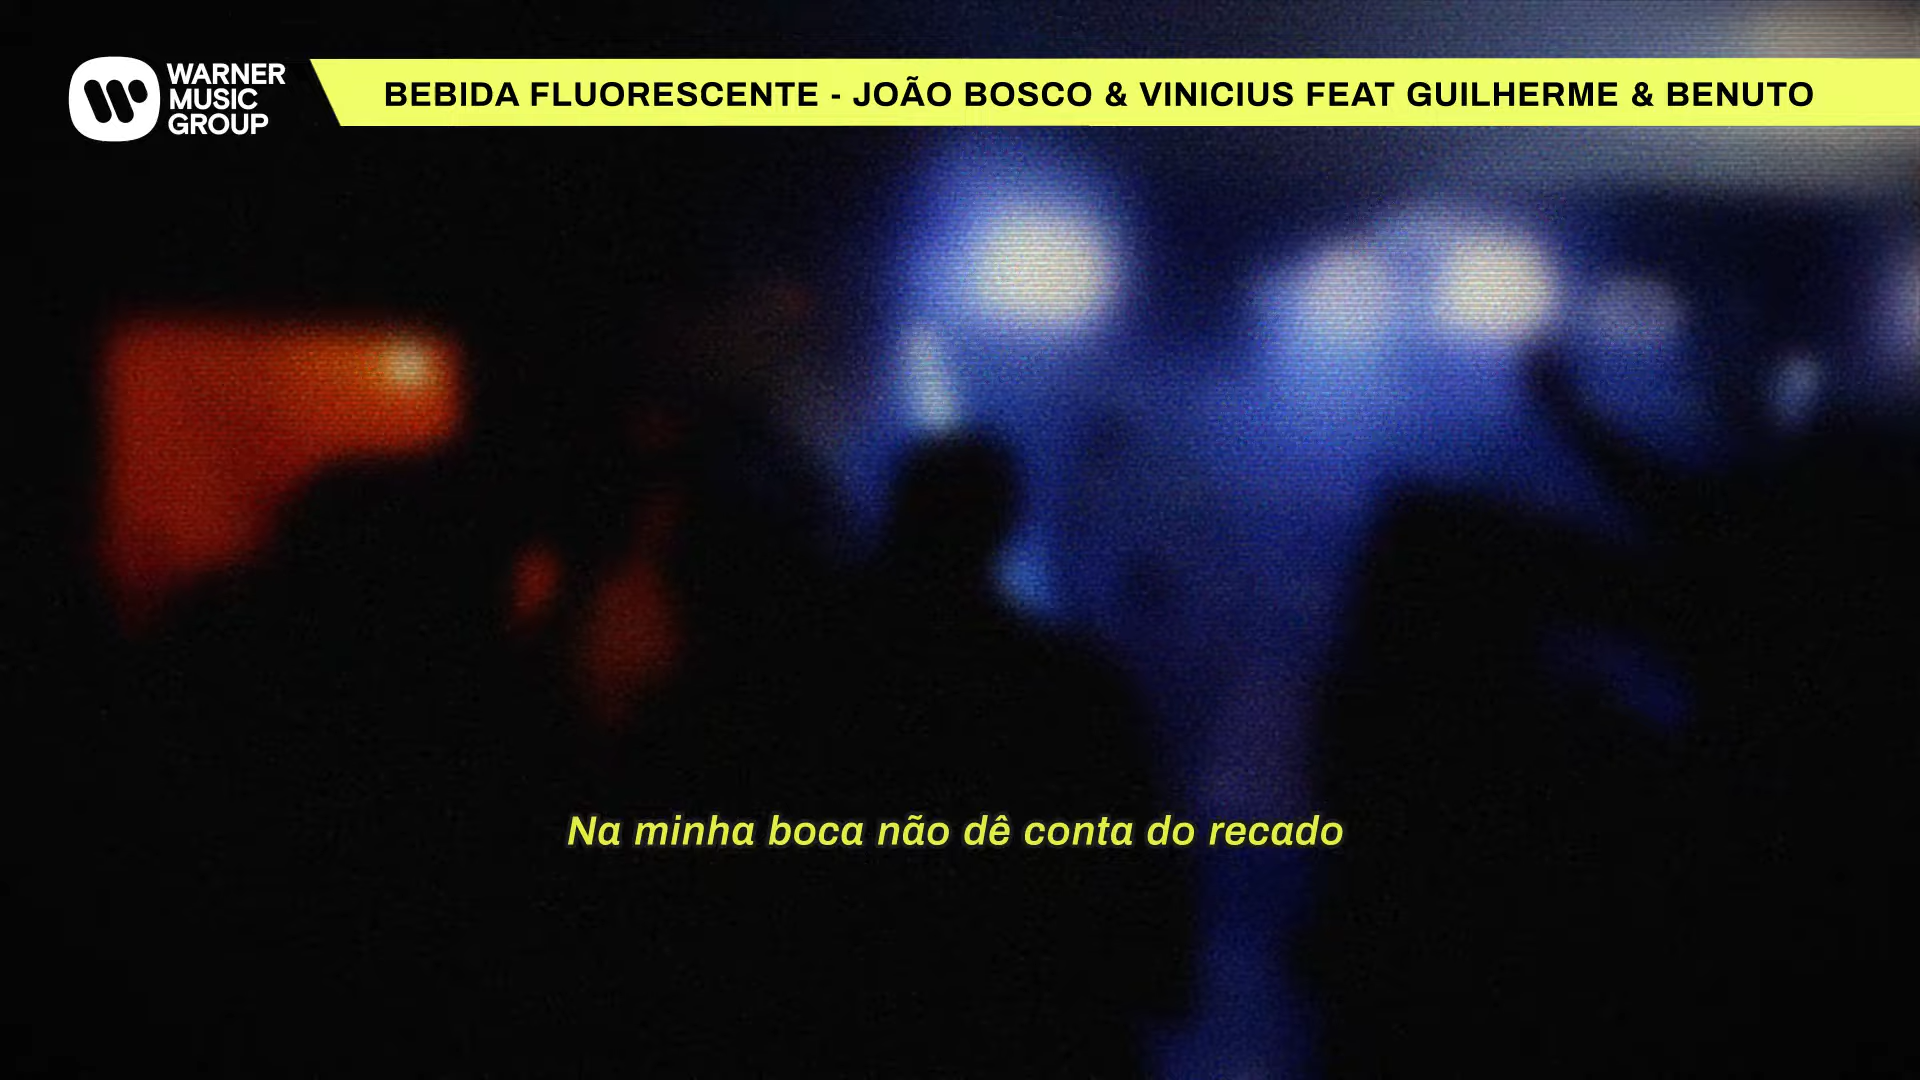 WARNER
MUSIC
GROUP
BEBIDA FLUORESCENTE - JOÃO BOSCO & VINICIUS FEAT GUILHERME & BENUTO
Na minha boca não dê conta do recado